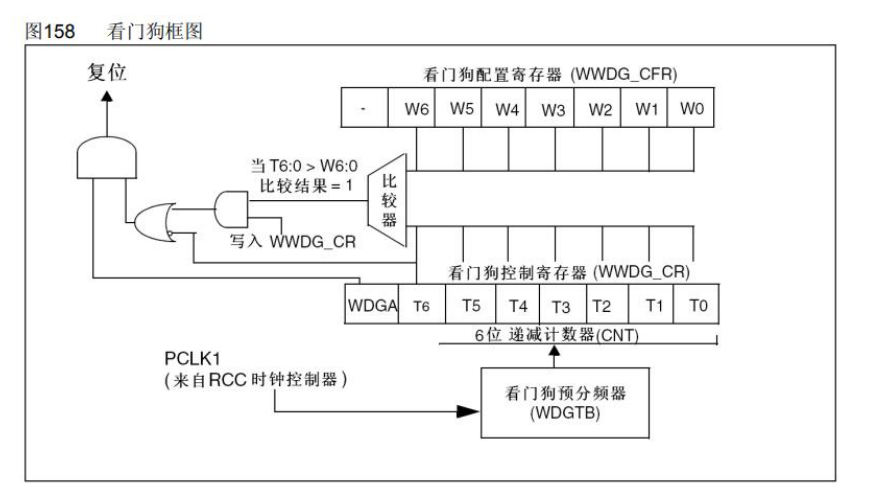 图158 看门狗框图
复位
看门狗配置寄存器 (WWDG_CFR)
- W6 W5 W4 W3 W2 W1 W0
当 T6:0 > W6:0
比较结果 = 1
比较器
写入 WWDG_CR
看门狗控制寄存器 (WWDG_CR)
WDGA T6 T5 T4 T3 T2 T1 T0
6位 递减计数器(CNT)
PCLK1
(来自RCC 时钟控制器)
看门狗预分频器
(WDGTB)